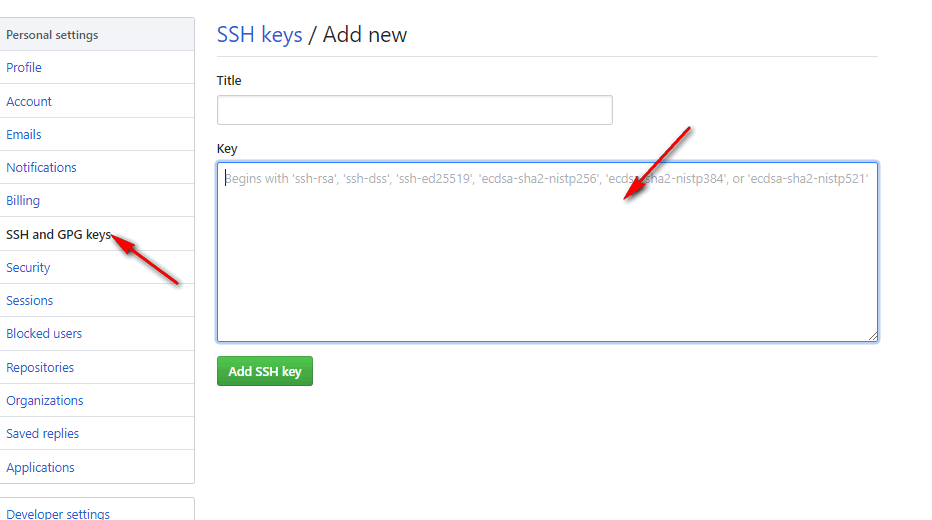 Personal settings
Profile
Account
Emails
Notifications
Billing
SSH and GPG keys
Security
Sessions
Blocked users
Repositories
Organizations
Saved replies
Applications
Developer settings
SSH keys / Add new
Title
Key
Begins with 'ssh-rsa', 'ssh-dss', 'ssh-ed25519', 'ecdsa-sha2-nistp256', 'ecdsa-sha2-nistp384', or 'ecdsa-sha2-nistp521'
Add SSH key